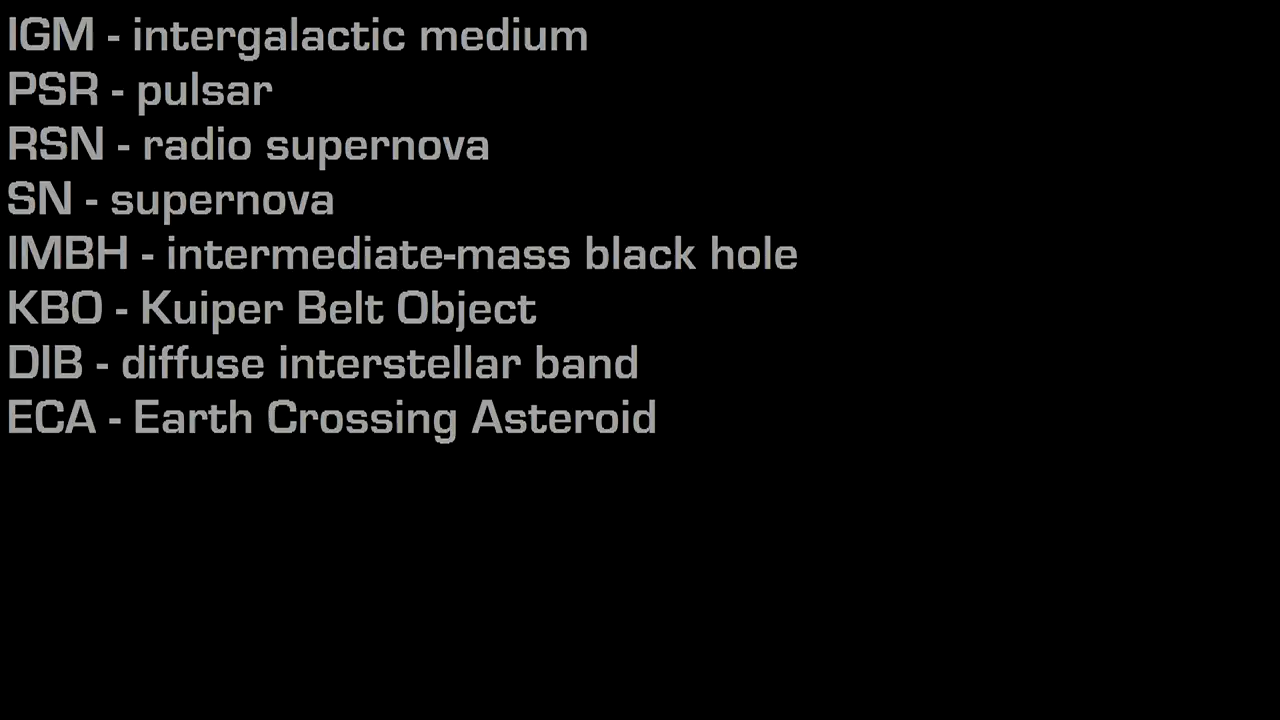 IGM - intergalactic medium
PSR - pulsar
RSN - radio supernova
SN - supernova
IMBH - intermediate-mass black hole
KBO - Kuiper Belt Object
DIB - diffuse interstellar band
ECA - Earth Crossing Asteroid